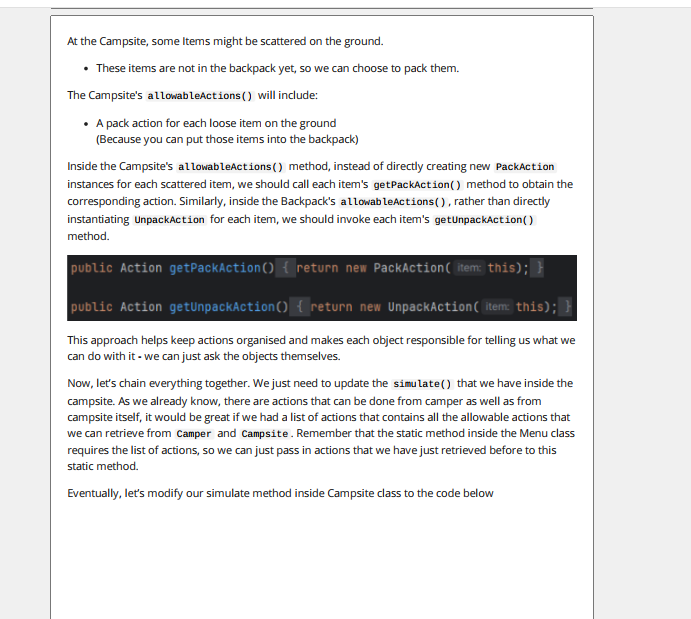 At the Campsite, some Items might be scattered on the ground.
• These items are not in the backpack yet, so we can choose to pack them.
The Campsite's allowableActions() will include:
• A pack action for each loose item on the ground
(Because you can put those items into the backpack)
Inside the Campsite's allowableActions() method, instead of directly creating new PackAction
instances for each scattered item, we should call each item's getPackAction() method to obtain the
corresponding action. Similarly, inside the Backpack's allowableActions(), rather than directly
instantiating UnpackAction for each item, we should invoke each item's getUnpackAction()
method.
public Action getPackAction() { return new PackAction( item: this); }
public Action getUnpackAction() { return new UnpackAction( item: this); }
This approach helps keep actions organised and makes each object responsible for telling us what we
can do with it - we can just ask the objects themselves.
Now, let's chain everything together. We just need to update the simulate() that we have inside the
campsite. As we already know, there are actions that can be done from camper as well as from
campsite itself, it would be great if we had a list of actions that contains all the allowable actions that
we can retrieve from Camper and Campsite. Remember that the static method inside the Menu class
requires the list of actions, so we can just pass in actions that we have just retrieved before to this
static method.
Eventually, let's modify our simulate method inside Campsite class to the code below